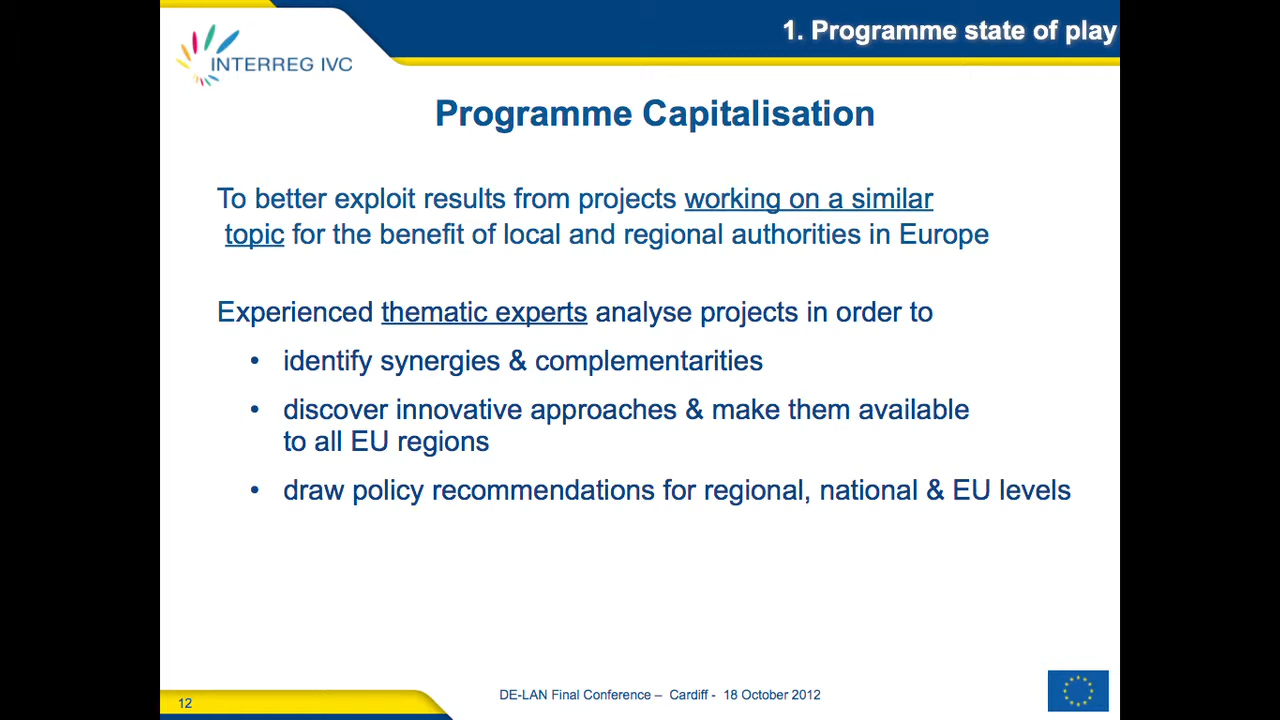 1. Programme state of play
INTERREG IVC
Programme Capitalisation
To better exploit results from projects working on a similar
topic for the benefit of local and regional authorities in Europe
Experienced thematic experts analyse projects in order to
• identify synergies & complementarities
• discover innovative approaches & make them available
to all EU regions
• draw policy recommendations for regional, national & EU levels
12
DE-LAN Final Conference – Cardiff - 18 October 2012